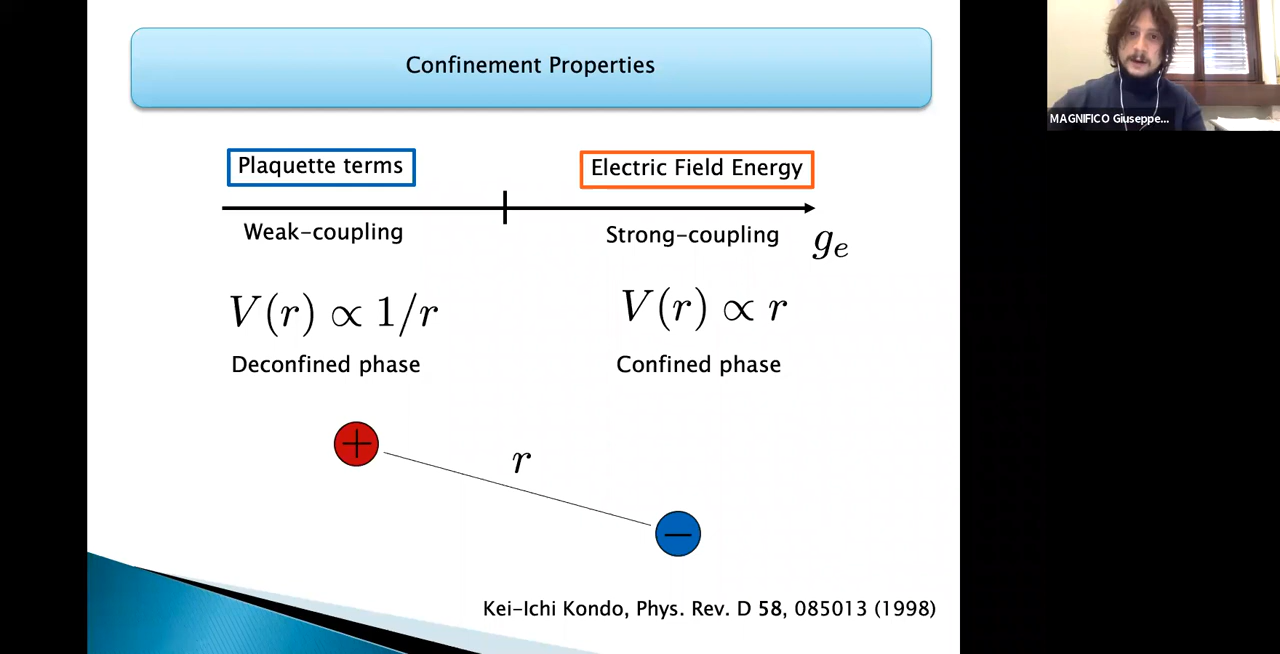 Confinement Properties
MAGNIFICO Giuseppe...
Plaquette terms
Electric Field Energy
Weak-coupling
Strong-coupling
gₑ
V(r) ∝ 1/r
V(r) ∝ r
Deconfined phase
Confined phase
+
r
−
Kei-Ichi Kondo, Phys. Rev. D 58, 085013 (1998)